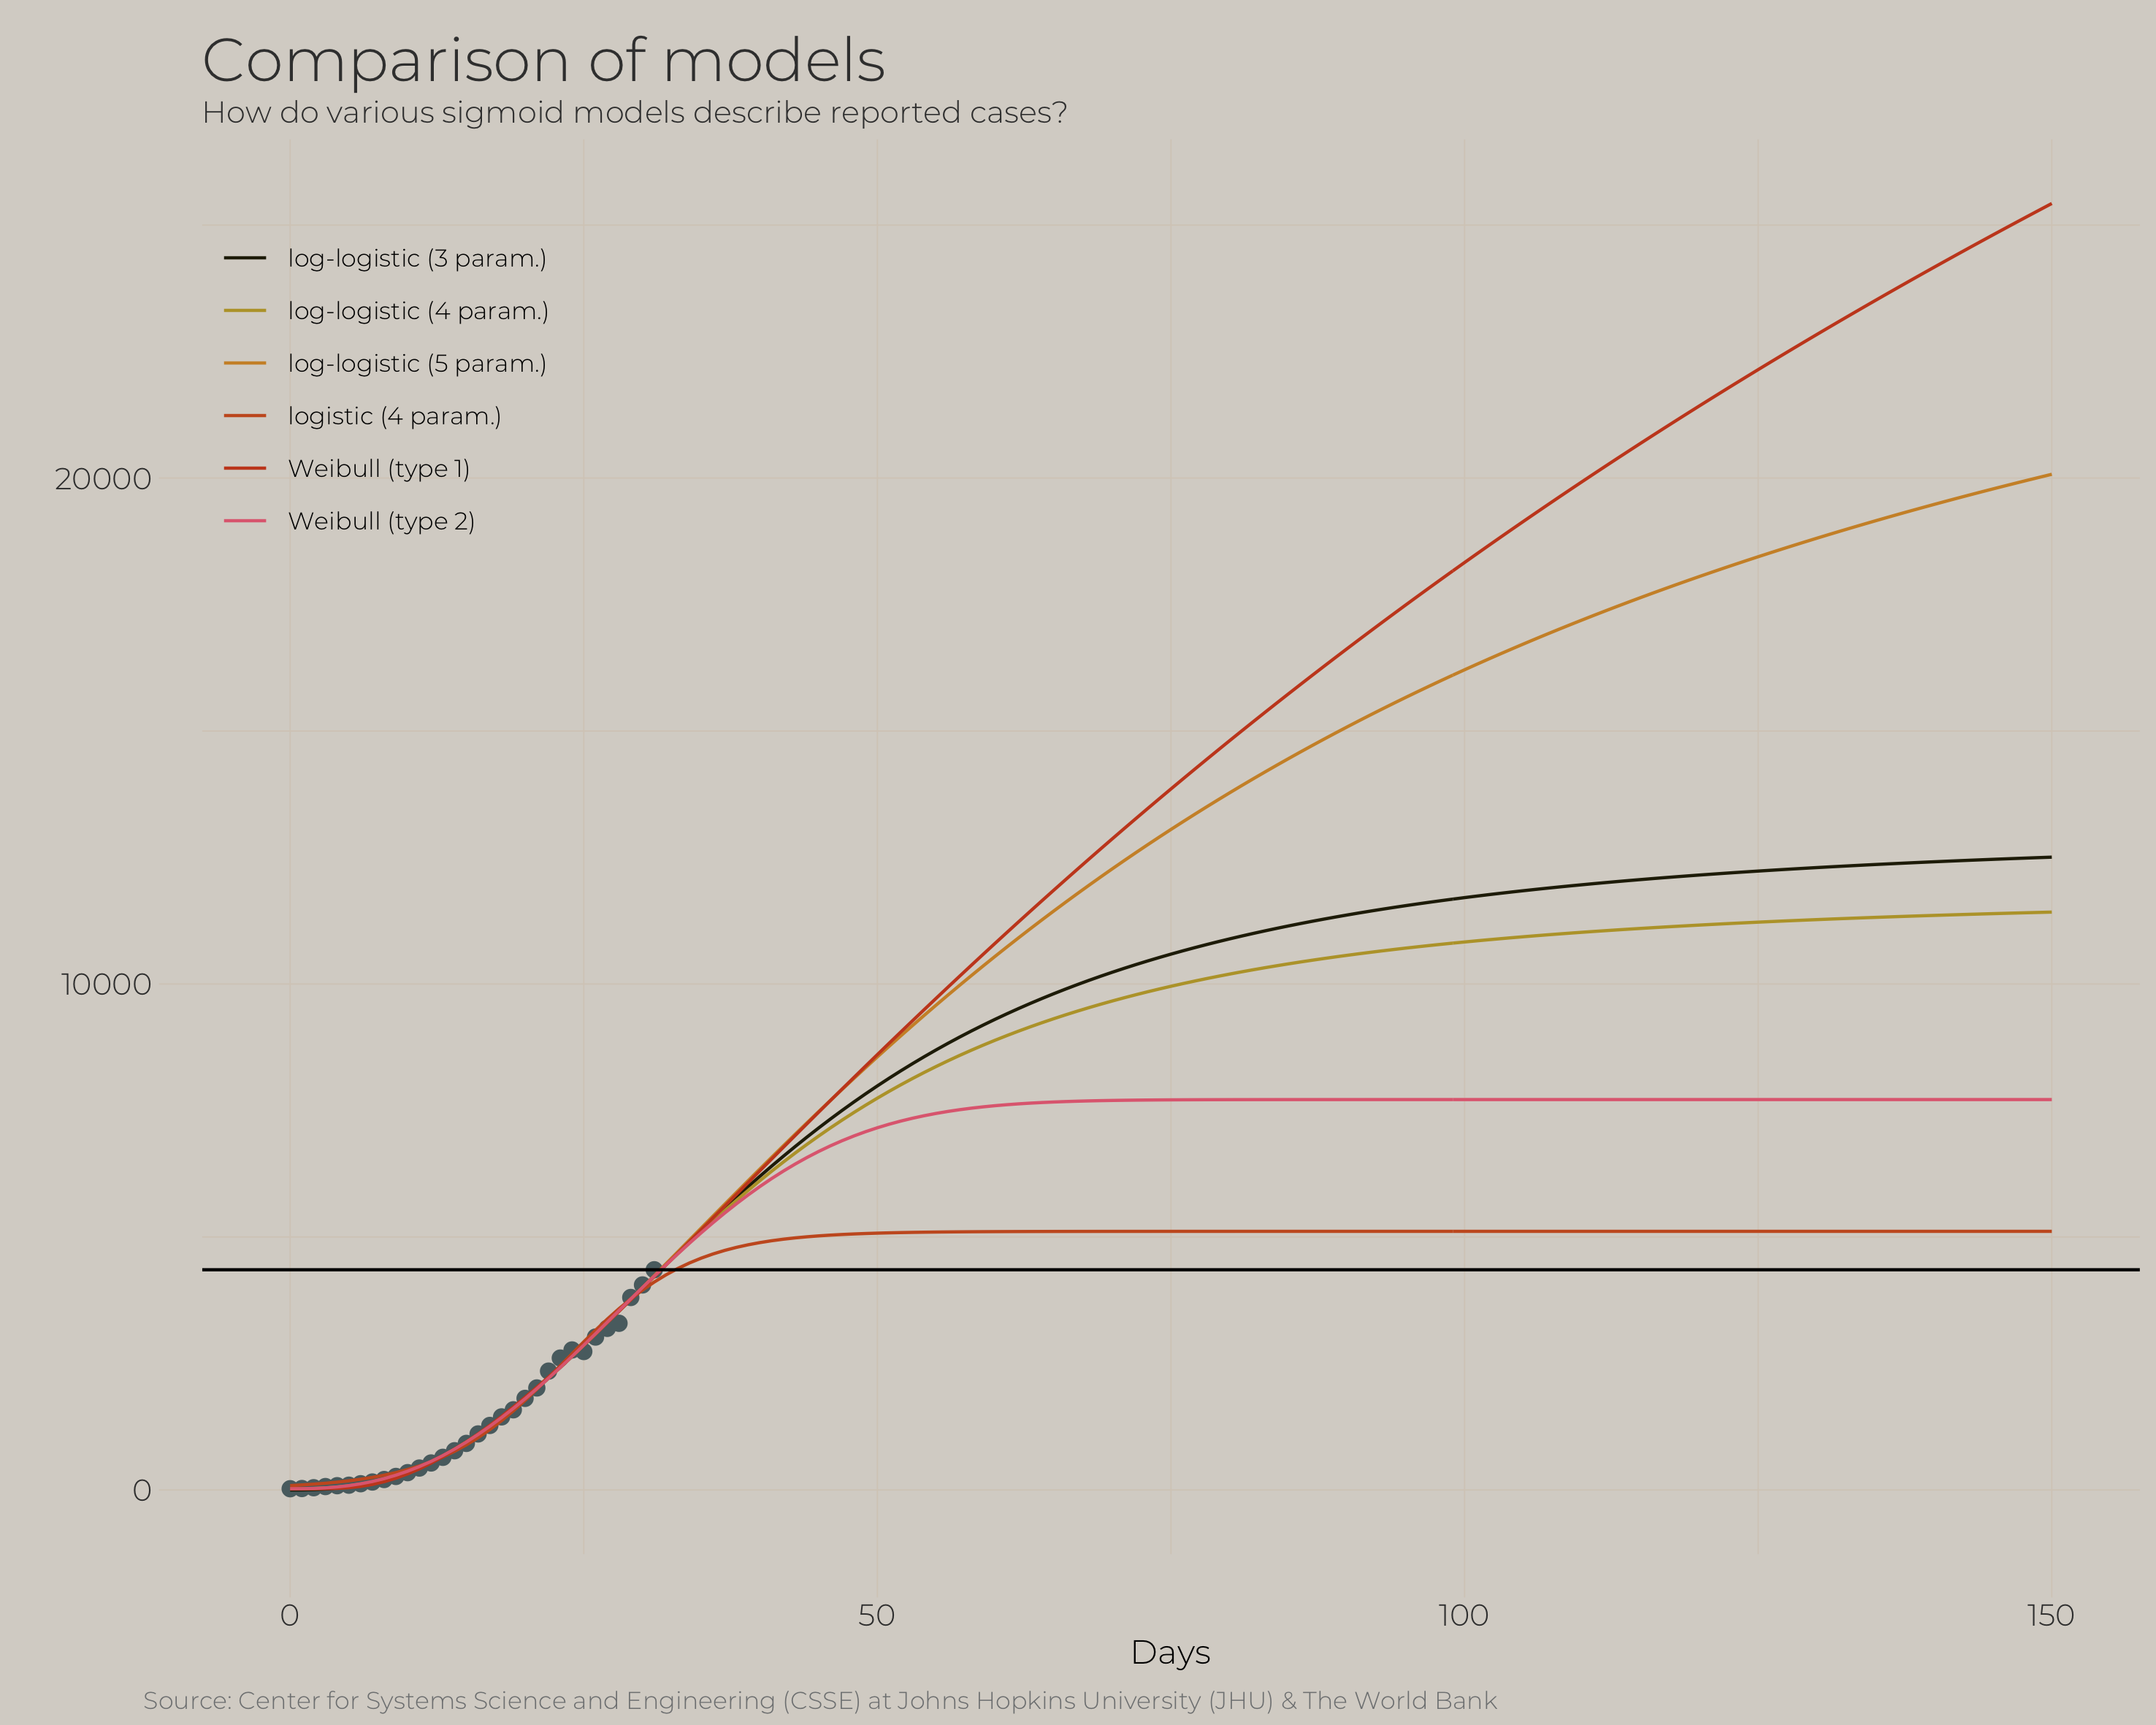 Comparison of models
How do various sigmoid models describe reported cases?
log-logistic (3 param.)
log-logistic (4 param.)
log-logistic (5 param.)
logistic (4 param.)
Weibull (type 1)
Weibull (type 2)
20000
10000
0
0 50 100 150
Days
Source: Center for Systems Science and Engineering (CSSE) at Johns Hopkins University (JHU) & The World Bank